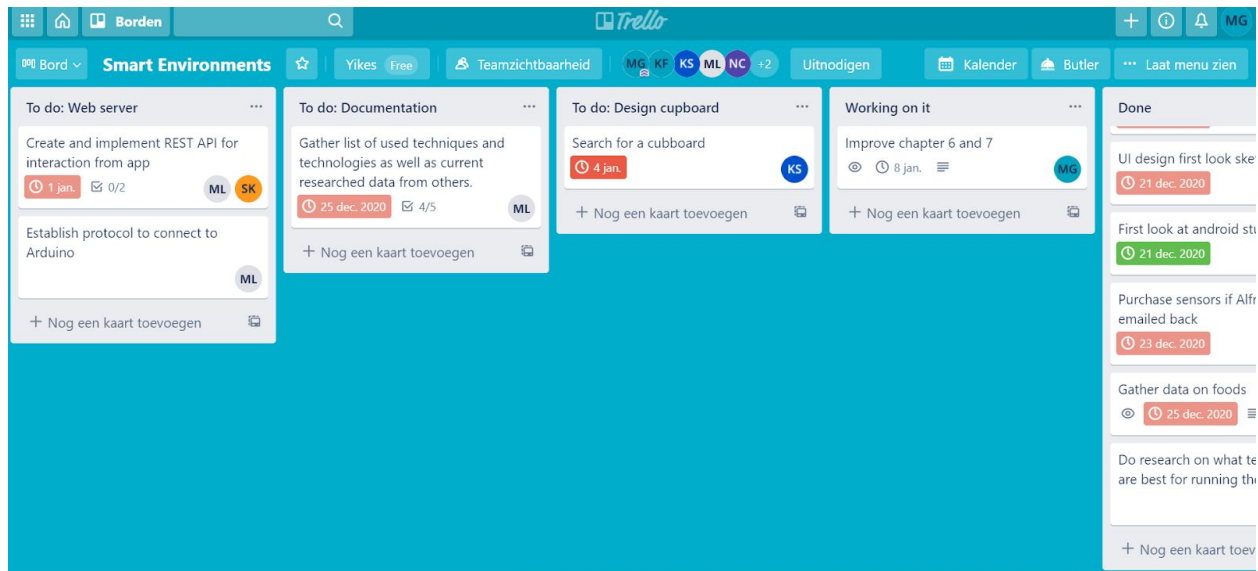 Borden
Trello
MG
Bord
Smart Environments
Yikes Free
Teamzichtbaarheid
MG KF KS ML NC +2
Uitnodigen
Kalender
Butler
··· Laat menu zien
To do: Web server
Create and implement REST API for
interaction from app
1 jan. 0/2 ML SK
Establish protocol to connect to
Arduino
ML
+ Nog een kaart toevoegen
To do: Documentation
Gather list of used techniques and
technologies as well as current
researched data from others.
25 dec. 2020 4/5 ML
+ Nog een kaart toevoegen
To do: Design cupboard
Search for a cubboard
4 jan. KS
+ Nog een kaart toevoegen
Working on it
Improve chapter 6 and 7
8 jan. MG
+ Nog een kaart toevoegen
Done
UI design first look ske
21 dec. 2020
First look at android stu
21 dec. 2020
Purchase sensors if Alfr
emailed back
23 dec. 2020
Gather data on foods
25 dec. 2020
Do research on what te
are best for running the
+ Nog een kaart toev